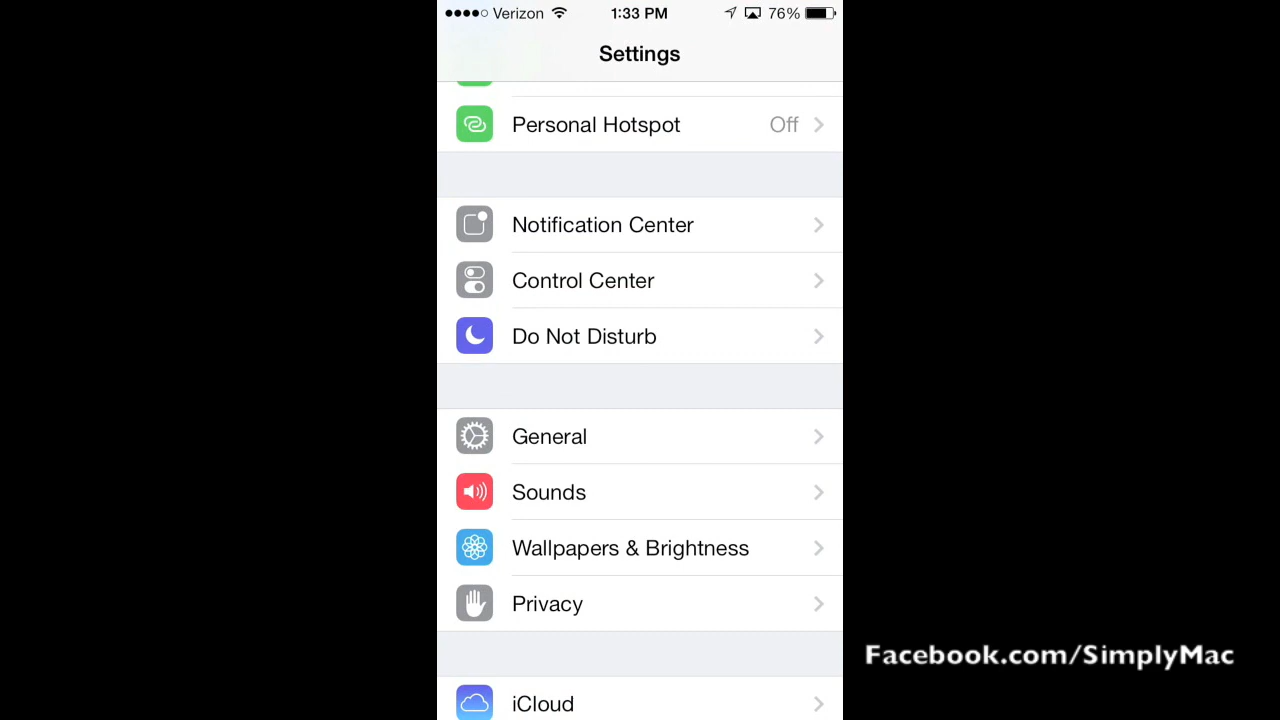 Verizon 1:33 PM 76%
Settings
Personal Hotspot Off
Notification Center
Control Center
Do Not Disturb
General
Sounds
Wallpapers & Brightness
Privacy
Facebook.com/SimplyMac
iCloud